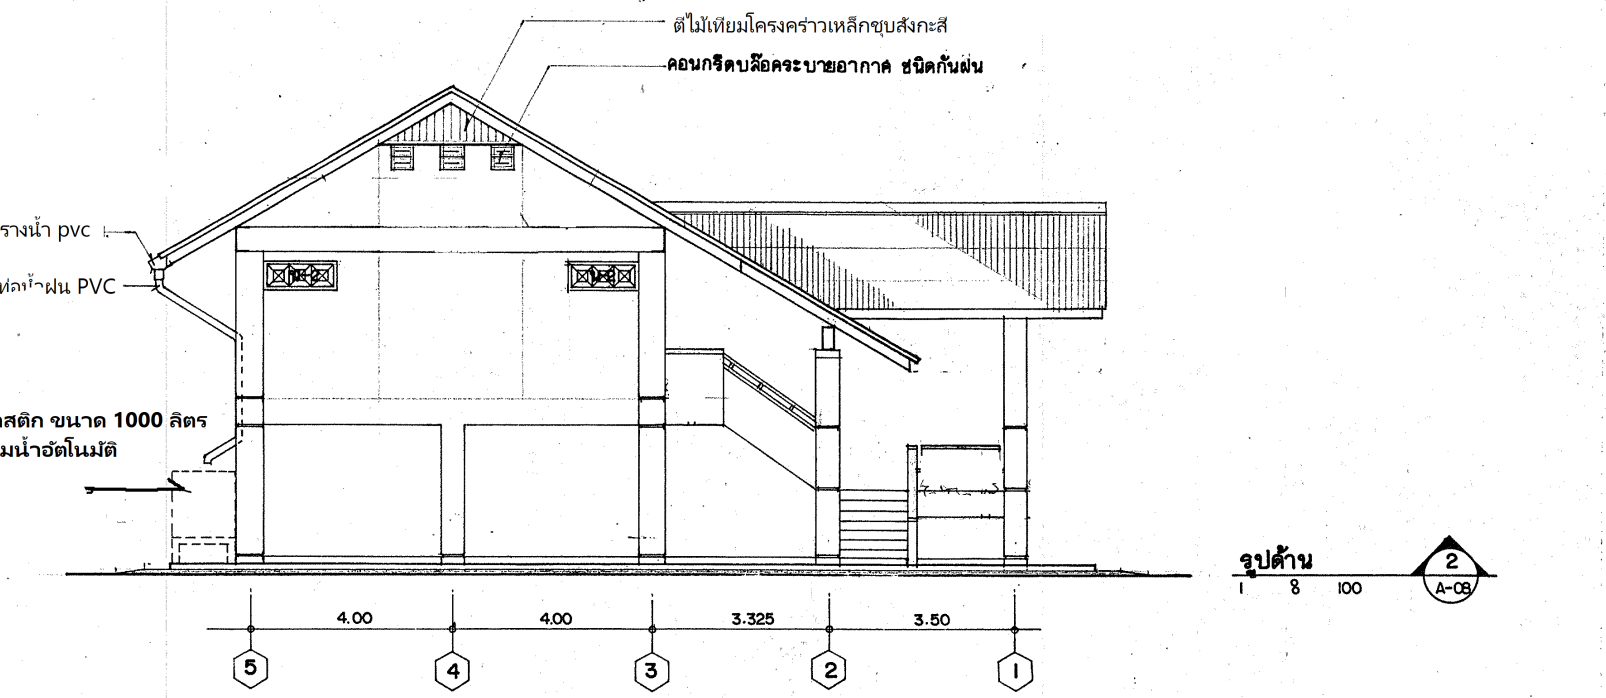 ตีไม้เทียมโครงคร่าวเหล็กชุบสังกะสี
คอนกรีตบล๊อคระบายอากาศ ชนิดกันฝน
รางน้ำ pvc
ท่อน้ำฝน PVC
สติก ขนาด 1000 ลิตร
มน้ำอัตโนมัติ
รูปด้าน
2
1 8 100
A-08
4.00 4.00 3.325 3.50
5 4 3 2 1